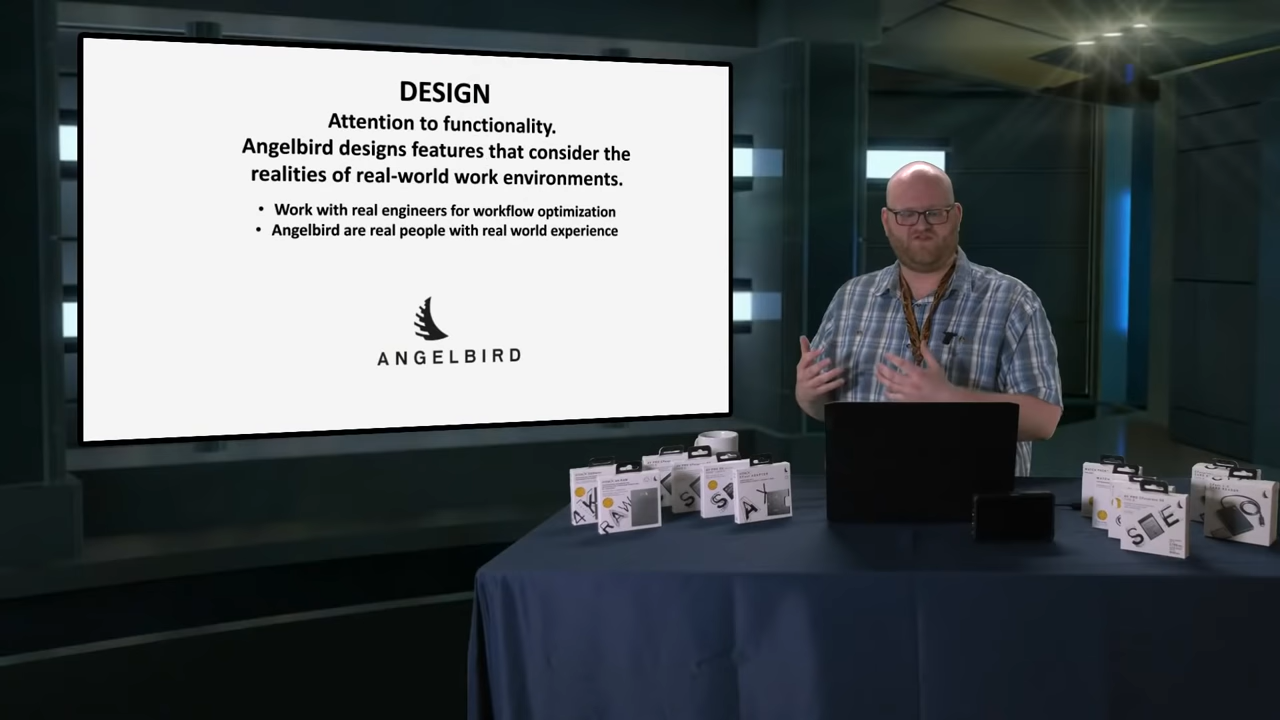 DESIGN
Attention to functionality.
Angelbird designs features that consider the
realities of real-world work environments.
• Work with real engineers for workflow optimization
• Angelbird are real people with real world experience
ANGELBIRD
RAW
S
S
E